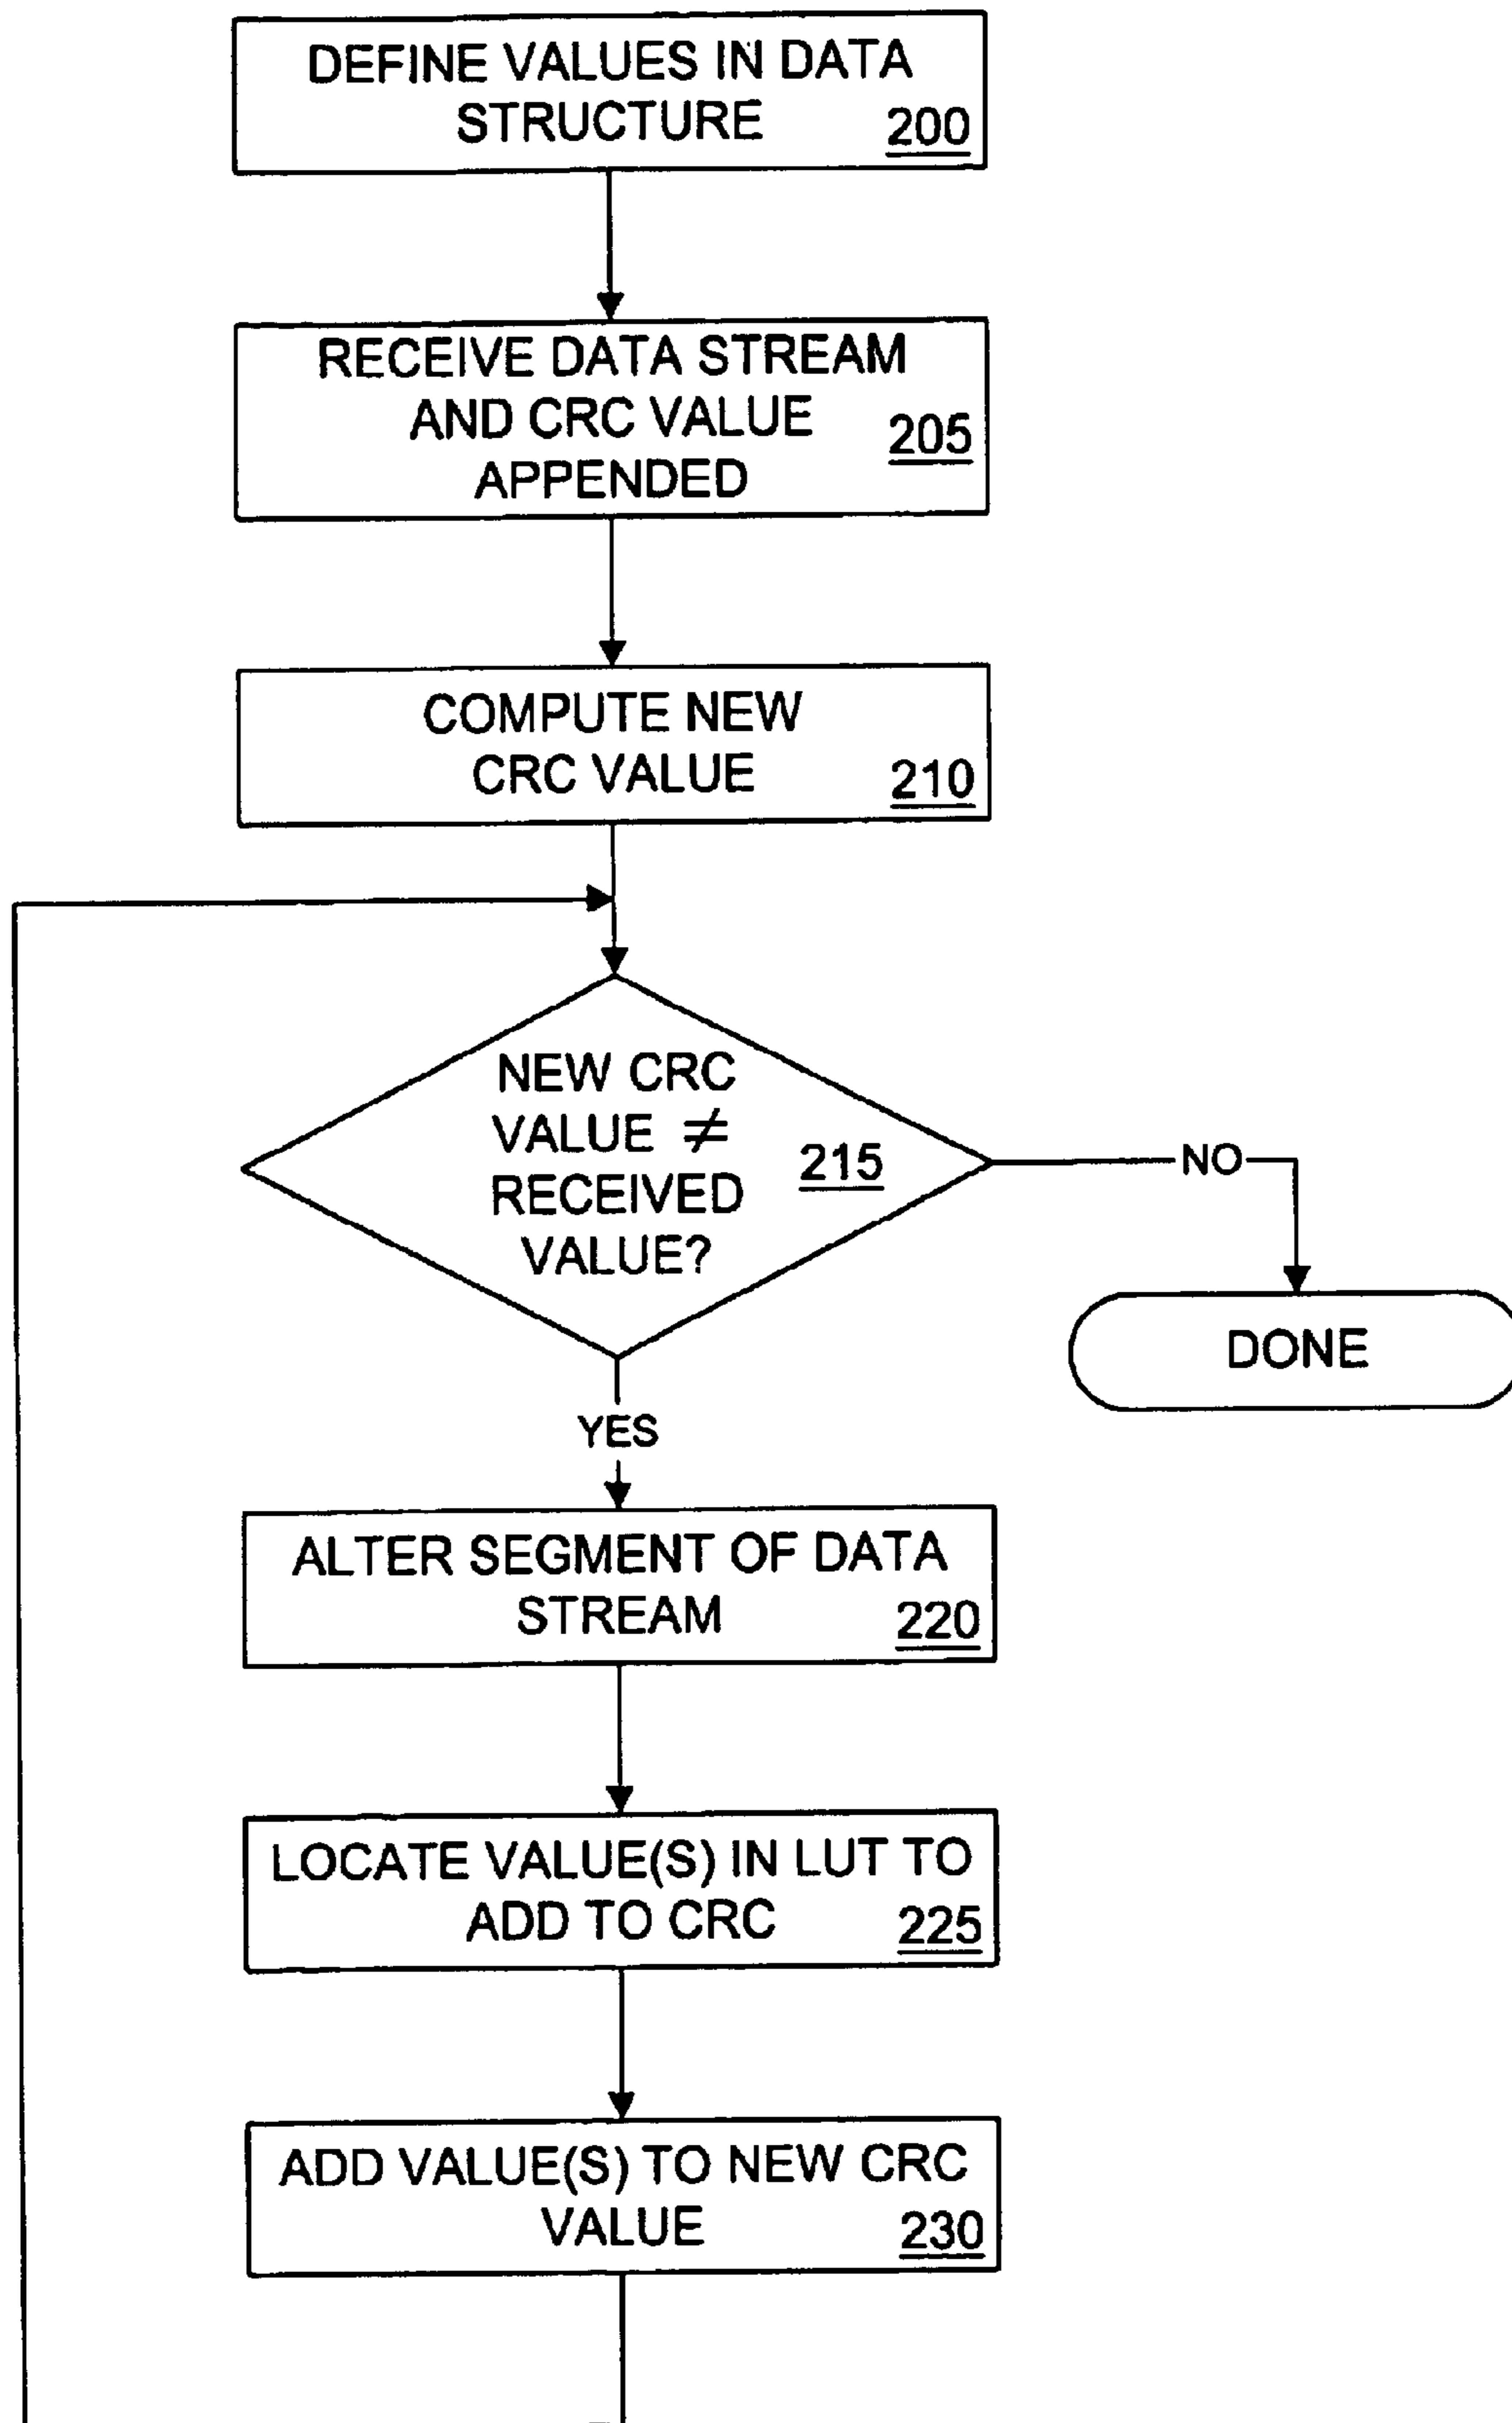 DEFINE VALUES IN DATA
STRUCTURE 200
RECEIVE DATA STREAM
AND CRC VALUE 205
APPENDED
COMPUTE NEW
CRC VALUE 210
NEW CRC
VALUE ≠
RECEIVED 215
VALUE?
NO
DONE
YES
ALTER SEGMENT OF DATA
STREAM 220
LOCATE VALUE(S) IN LUT TO
ADD TO CRC 225
ADD VALUE(S) TO NEW CRC
VALUE 230